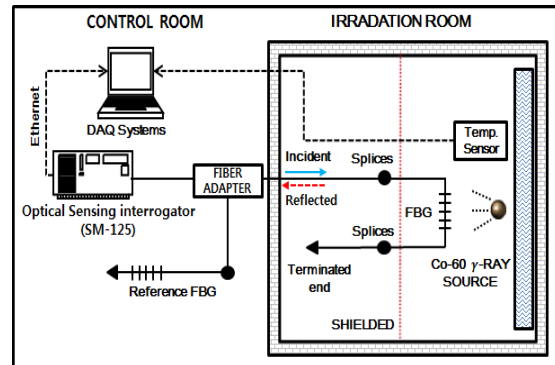 CONTROL ROOM
IRRADATION ROOM
Ethernet
DAQ Systems
Temp.
Sensor
Incident
Splices
FIBER
ADAPTER
Reflected
FBG
Optical Sensing interrogator
(SM-125)
Splices
Co-60 γ-RAY
SOURCE
Terminated
end
Reference FBG
SHIELDED